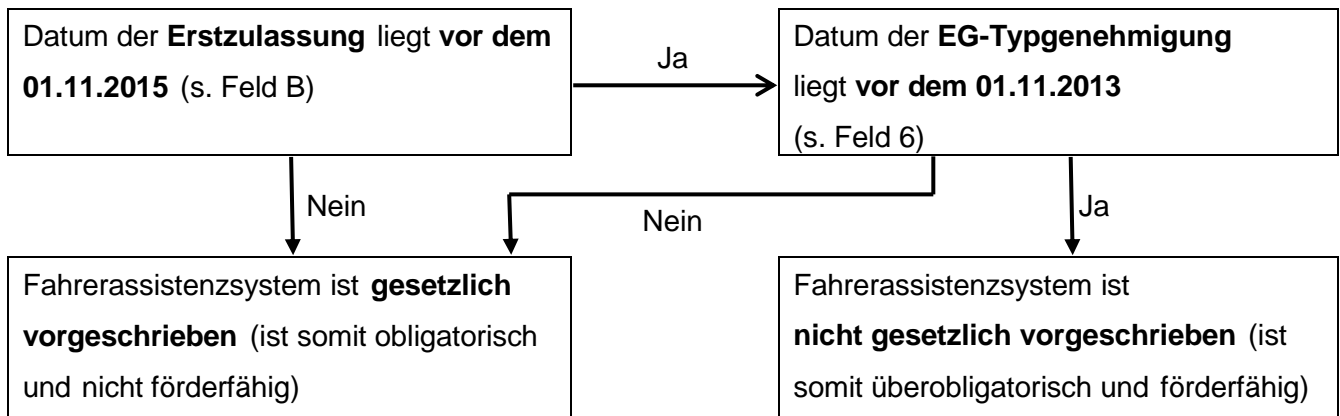 Datum der Erstzulassung liegt vor dem
01.11.2015 (s. Feld B)
Ja
Datum der EG-Typgenehmigung
liegt vor dem 01.11.2013
(s. Feld 6)
Nein
Nein
Ja
Fahrerassistenzsystem ist gesetzlich
vorgeschrieben (ist somit obligatorisch
und nicht förderfähig)
Fahrerassistenzsystem ist
nicht gesetzlich vorgeschrieben (ist
somit überobligatorisch und förderfähig)